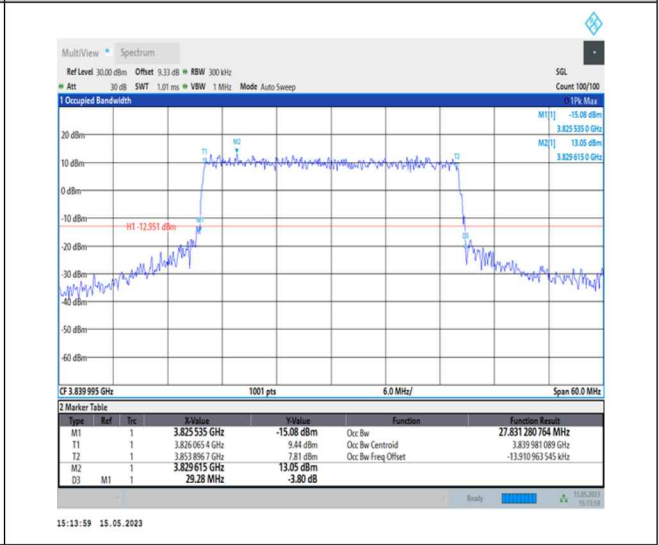 MultiView Spectrum
Ref Level 30.00 dBm Offset 9.33 dB RBW 300 kHz SGL
Att 30 dB SWT 1.01 ms VBW 1 MHz Mode Auto Sweep Count 100/100
1 Occupied Bandwidth 1Pk Max
M1[1] -15.08 dBm
3.825 535 0 GHz
M2[1] 13.05 dBm
3.829 615 0 GHz
20 dBm
M2
T1
T2
10 dBm
0 dBm
-10 dBm
M1
H1 -12.951 dBm
D3
-20 dBm
-30 dBm
-40 dBm
-50 dBm
-60 dBm
CF 3.839 995 GHz 1001 pts 6.0 MHz/ Span 60.0 MHz
2 Marker Table
Type Ref Trc X-Value Y-Value Function Function Result
M1 1 3.825 535 GHz -15.08 dBm Occ Bw 27.831 280 764 MHz
T1 1 3.826 065 4 GHz 9.44 dBm Occ Bw Centroid 3.839 981 089 GHz
T2 1 3.853 896 7 GHz 7.81 dBm Occ Bw Freq Offset -13.910 963 545 kHz
M2 1 3.829 615 GHz 13.05 dBm
D3 M1 1 29.28 MHz -3.80 dB
Ready 15.05.2023
15:13:59
15:13:59 15.05.2023